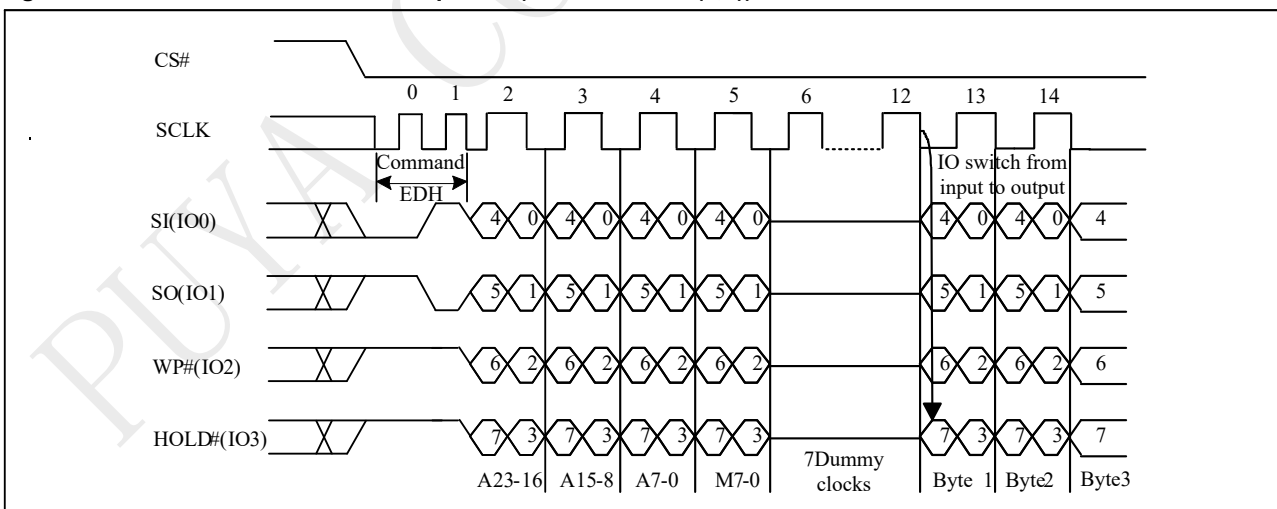 CS#
0 1 2 3 4 5 6 12 13 14
SCLK
Command
EDH
IO switch from
input to output
SI(IO0)
4 0 4 0 4 0 4 0 4 0 4 0 4
SO(IO1)
5 1 5 1 5 1 5 1 5 1 5 1 5
WP#(IO2)
6 2 6 2 6 2 6 2 6 2 6 2 6
HOLD#(IO3)
7 3 7 3 7 3 7 3 7 3 7 3 7
A23-16 A15-8 A7-0 M7-0
7Dummy
clocks
Byte 1 Byte2 Byte3
PUYA